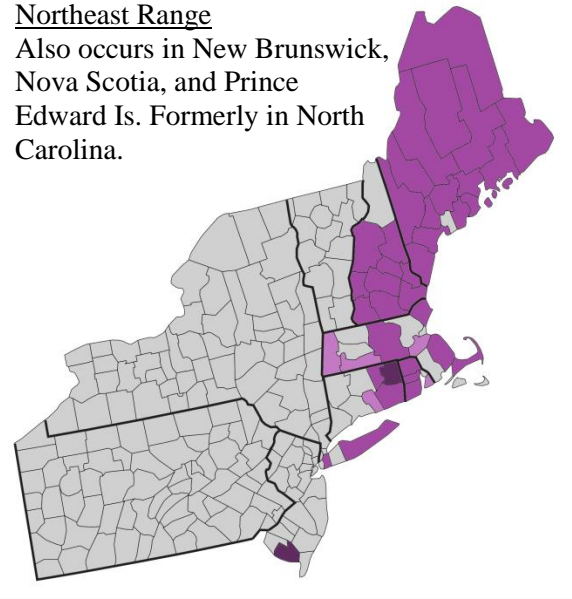 Northeast Range
Also occurs in New Brunswick,
Nova Scotia, and Prince
Edward Is. Formerly in North
Carolina.